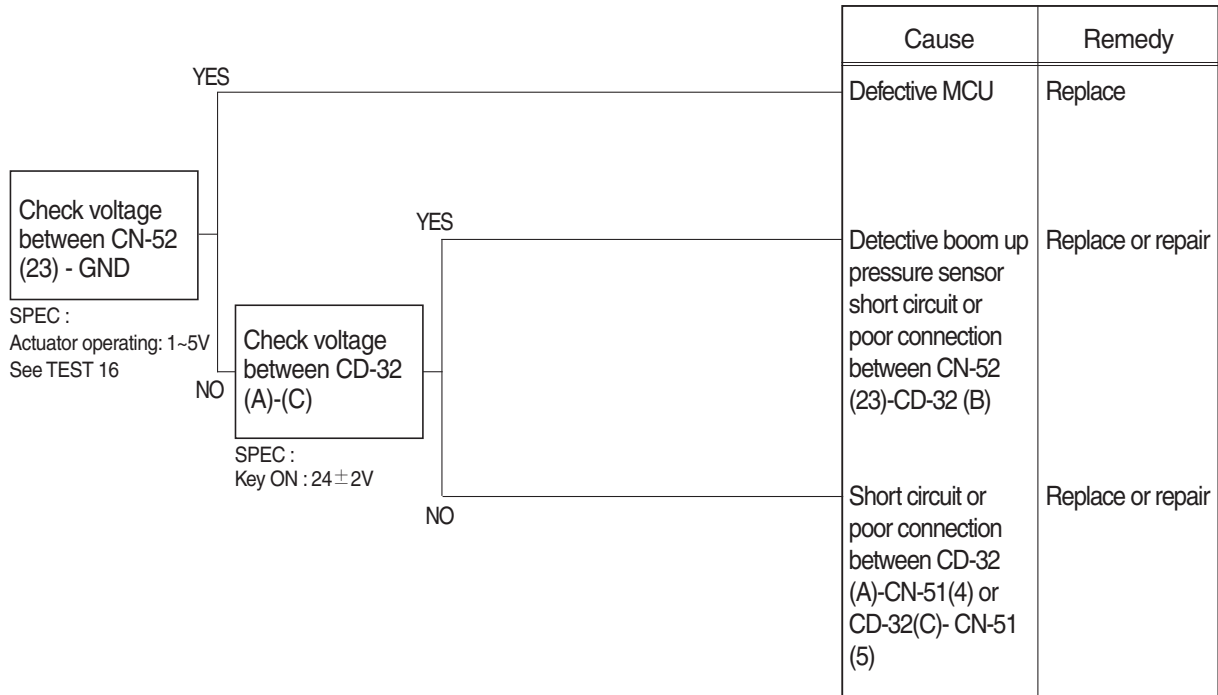 Cause
Remedy
YES
Defective MCU
Replace
Check voltage
between CN-52
(23) - GND
SPEC :
Actuator operating: 1~5V
See TEST 16
YES
Detective boom up
pressure sensor
short circuit or
poor connection
between CN-52
(23)-CD-32 (B)
Replace or repair
NO
Check voltage
between CD-32
(A)-(C)
SPEC :
Key ON : 24±2V
NO
Short circuit or
poor connection
between CD-32
(A)-CN-51(4) or
CD-32(C)- CN-51
(5)
Replace or repair